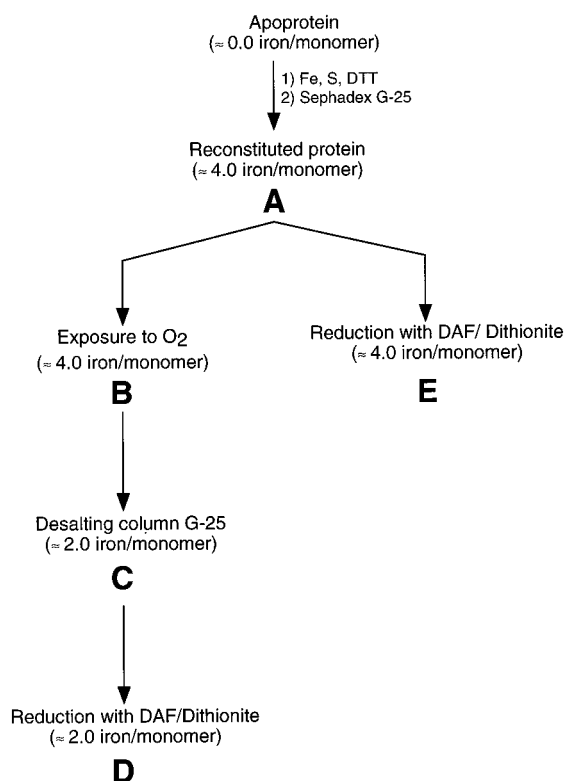 Apoprotein
(≈ 0.0 iron/monomer)
1) Fe, S, DTT
2) Sephadex G-25
Reconstituted protein
(≈ 4.0 iron/monomer)
A
Exposure to O2
(≈ 4.0 iron/monomer)
B
Reduction with DAF/ Dithionite
(≈ 4.0 iron/monomer)
E
Desalting column G-25
(≈ 2.0 iron/monomer)
C
Reduction with DAF/Dithionite
(≈ 2.0 iron/monomer)
D